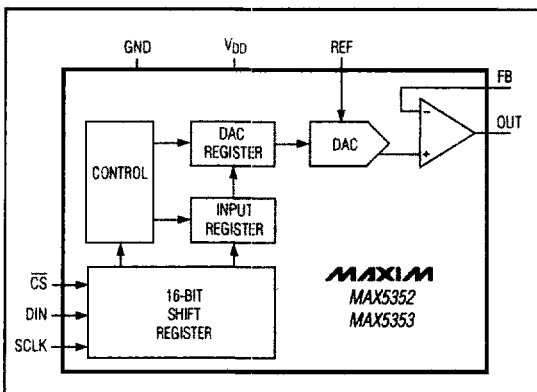 GND VDD REF
FB
OUT
DAC
REGISTER
DAC
CONTROL
INPUT
REGISTER
CS
DIN
SCLK
16-BIT
SHIFT
REGISTER
MAXIM
MAX5352
MAX5353